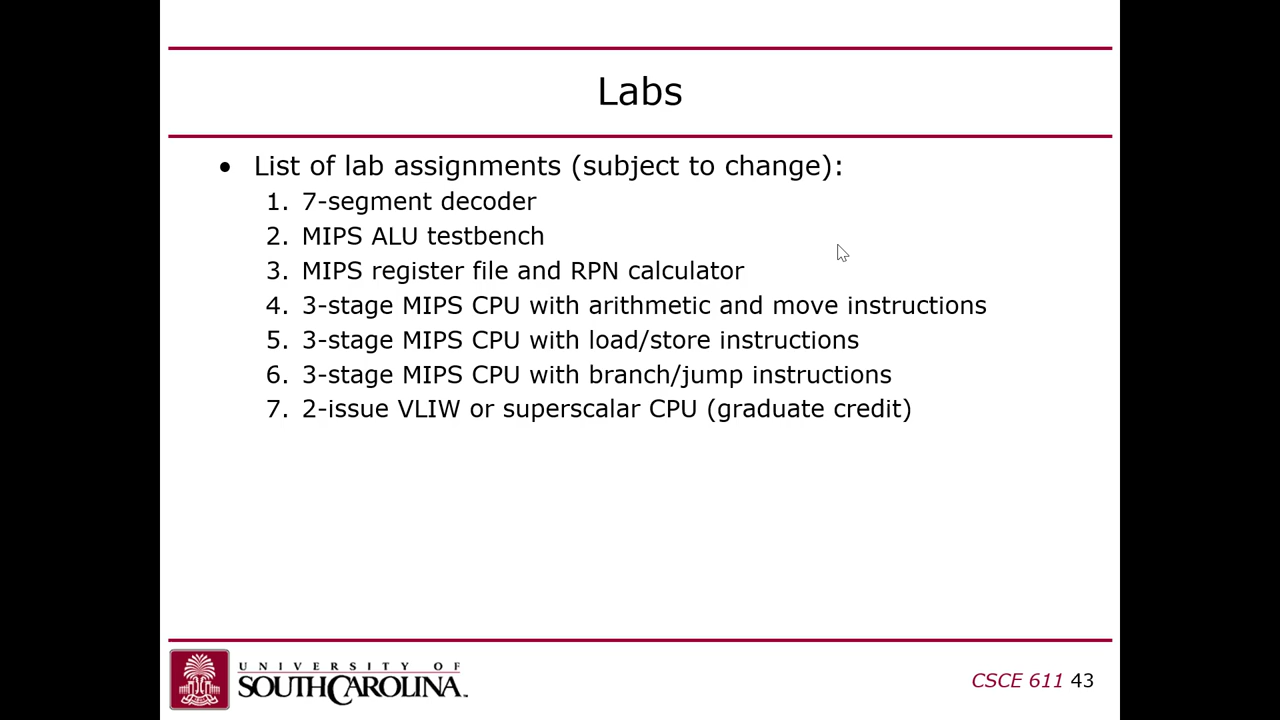 Labs
• List of lab assignments (subject to change):
1. 7-segment decoder
2. MIPS ALU testbench
3. MIPS register file and RPN calculator
4. 3-stage MIPS CPU with arithmetic and move instructions
5. 3-stage MIPS CPU with load/store instructions
6. 3-stage MIPS CPU with branch/jump instructions
7. 2-issue VLIW or superscalar CPU (graduate credit)
UNIVERSITY OF
SOUTH CAROLINA™
CSCE 611 43